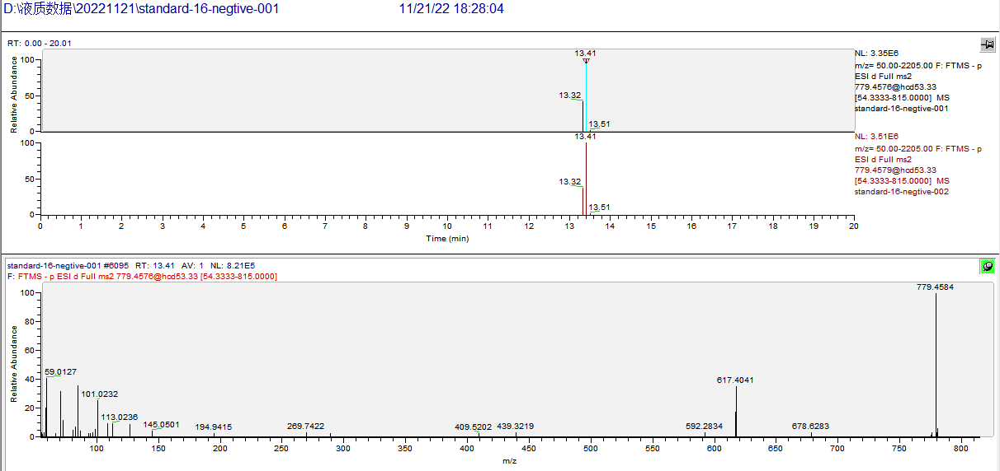 D:\液质数据\20221121\standard-16-negtive-001 11/21/22 18:28:04
RT: 0.00 - 20.01
Relative Abundance
100
50
0
13.41
13.32
13.51
NL: 3.35E6
m/z= 50.00-2205.00 F: FTMS - p
ESI d Full ms2
779.4576@hcd53.33
[54.3333-815.0000] MS
standard-16-negtive-001
100
50
0
13.41
13.32
13.51
NL: 3.51E6
m/z= 50.00-2205.00 F: FTMS - p
ESI d Full ms2
779.4579@hcd53.33
[54.3333-815.0000] MS
standard-16-negtive-002
0 1 2 3 4 5 6 7 8 9 10 11 12 13 14 15 16 17 18 19 20
Time (min)
standard-16-negtive-001 #6095 RT: 13.41 AV: 1 NL: 8.21E5
F: FTMS - p ESI d Full ms2 779.4576@hcd53.33 [54.3333-815.0000]
Relative Abundance
100
80
60
40
20
0
779.4584
617.4041
59.0127
101.0232
113.0236
145.0501
194.9415
269.7422
409.5202
439.3219
592.2834
678.6283
100 150 200 250 300 350 400 450 500 550 600 650 700 750 800
m/z